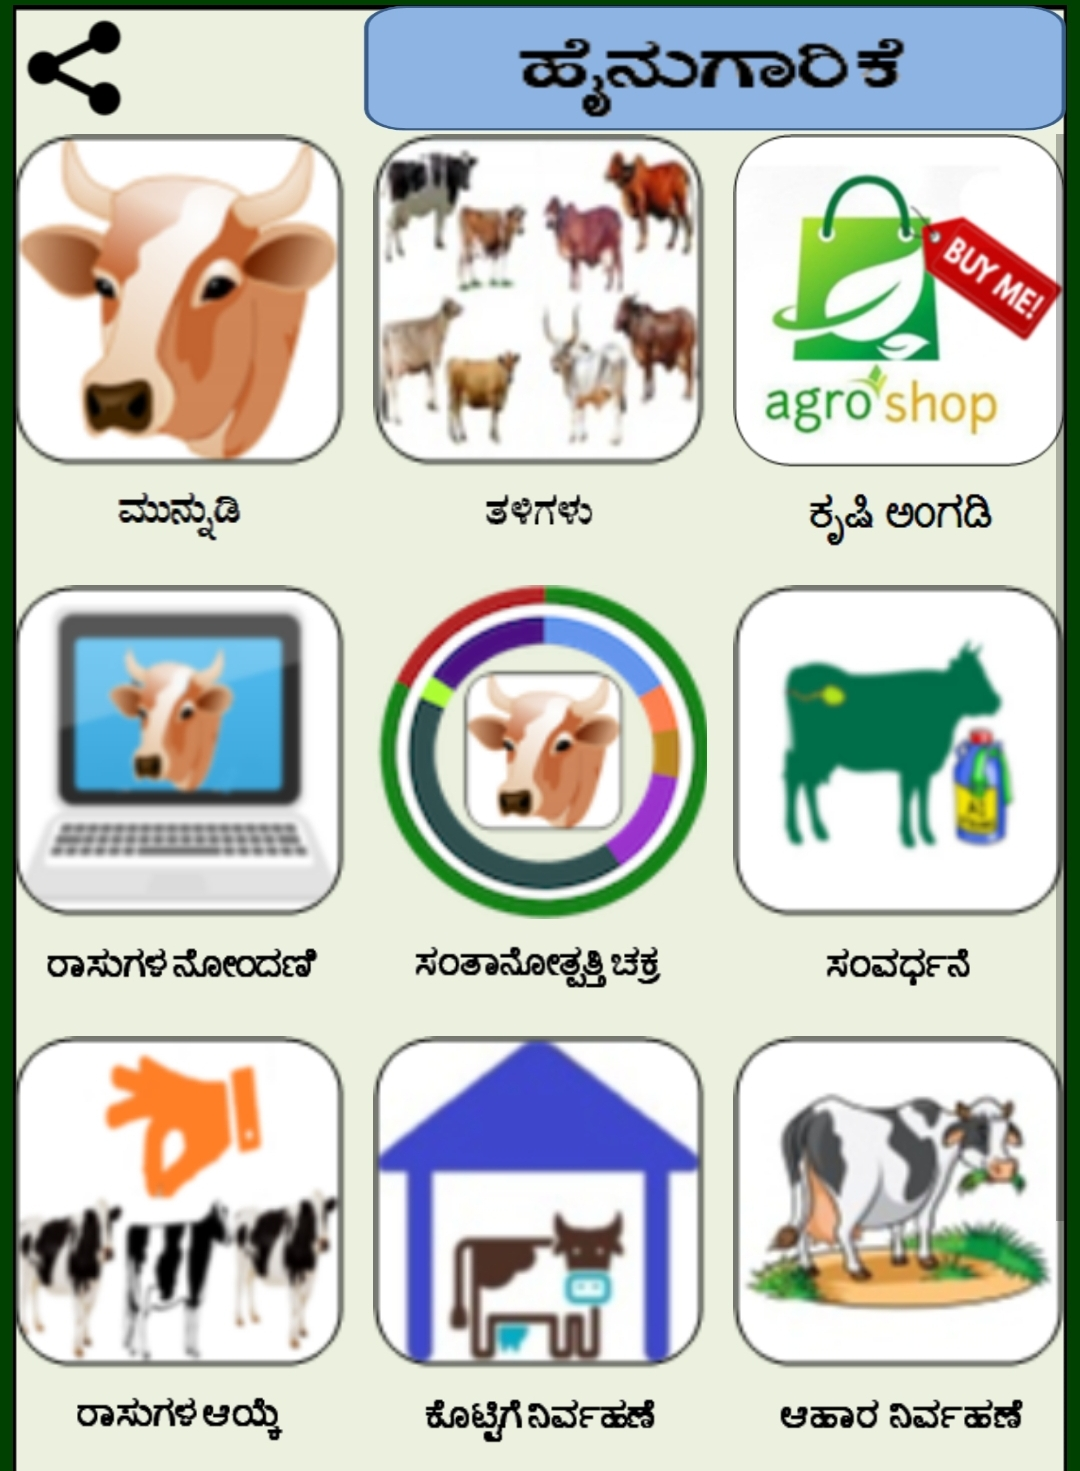 ಹೈನುಗಾರಿಕೆ
BUY ME!
agro shop
ಮುನ್ನುಡಿ
ತಳಿಗಳು
ಕೃಷಿ ಅಂಗಡಿ
ರಾಸುಗಳ ನೋಂದಣಿ
ಸಂತಾನೋತ್ಪತ್ತಿ ಚಕ್ರ
ಸಂವರ್ಧನೆ
ರಾಸುಗಳ ಆಯ್ಕೆ
ಕೊಟ್ಟಿಗೆ ನಿರ್ವಹಣೆ
ಆಹಾರ ನಿರ್ವಹಣೆ